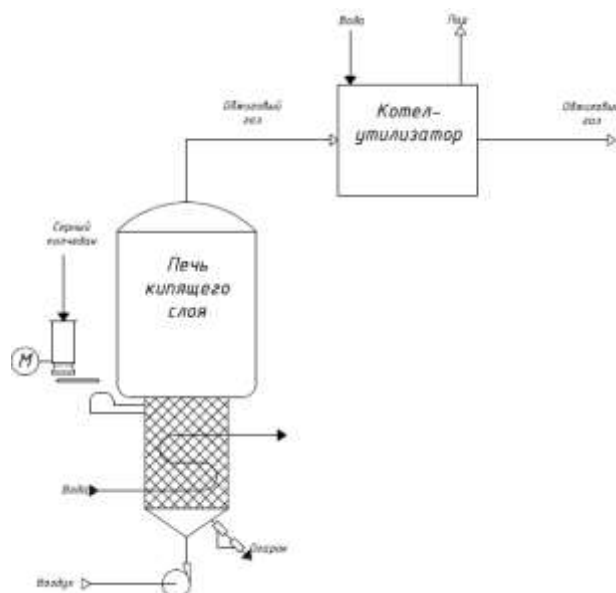 Вода
Пар
Обжиговый
газ
Котел-
утилизатор
Обжиговый
газ
Серный
колчедан
Печь
кипящего
слоя
М
Вода
Огарок
Воздух